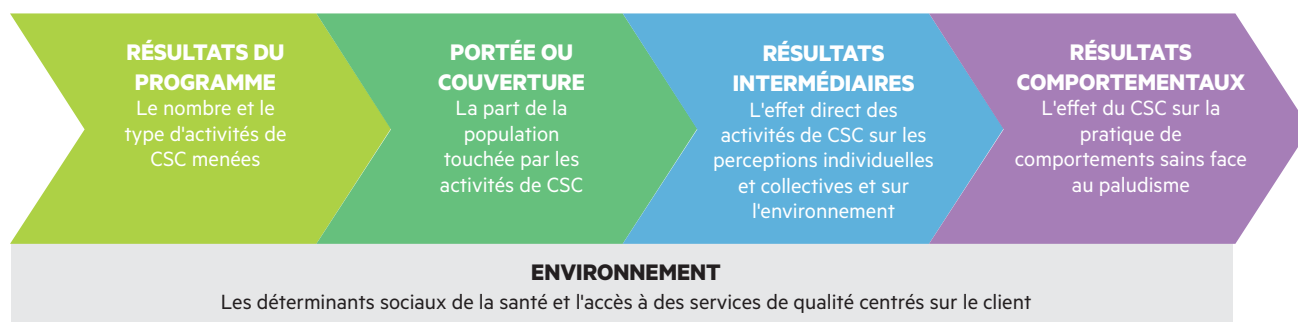 RÉSULTATS DU
PROGRAMME
Le nombre et le
type d'activités de
CSC menées
PORTÉE OU
COUVERTURE
La part de la
population
touchée par les
activités de CSC
RÉSULTATS
INTERMÉDIAIRES
L'effet direct des
activités de CSC sur les
perceptions individuelles
et collectives et sur
l'environnement
RÉSULTATS
COMPORTEMENTAUX
L'effet du CSC sur la
pratique de
comportements sains face
au paludisme
ENVIRONNEMENT
Les déterminants sociaux de la santé et l'accès à des services de qualité centrés sur le client